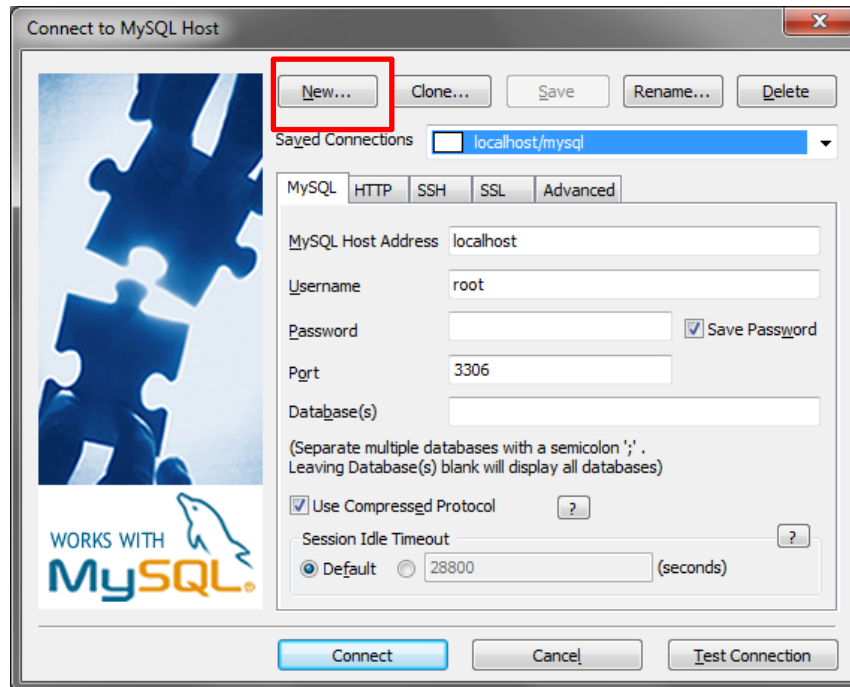 Connect to MySQL Host
New... Clone... Save Rename... Delete
Saved Connections localhost/mysql
MySQL HTTP SSH SSL Advanced
MySQL Host Address localhost
Username root
Password Save Password
Port 3306
Database(s)
(Separate multiple databases with a semicolon ';' .
Leaving Database(s) blank will display all databases)
Use Compressed Protocol ?
Session Idle Timeout ?
Default 28800 (seconds)
WORKS WITH
MySQL®
Connect Cancel Test Connection